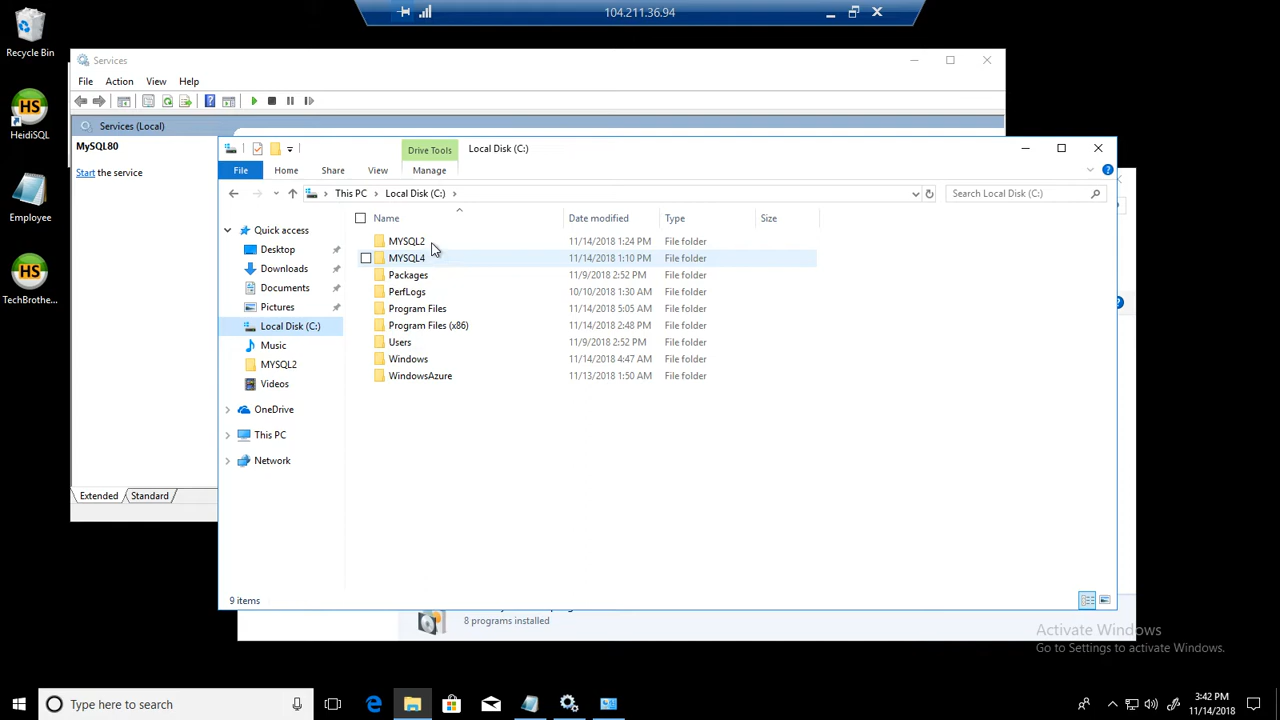 104.211.36.94
Recycle Bin
HeidiSQL
Employee
TechBrothe...
Services
File Action View Help
Services (Local)
MySQL80
Start the service
Extended Standard
Drive Tools
Local Disk (C:)
File Home Share View Manage
This PC Local Disk (C:)
Search Local Disk (C:)
Name Date modified Type Size
Quick access
Desktop
Downloads
Documents
Pictures
Local Disk (C:)
Music
MYSQL2
Videos
OneDrive
This PC
Network
MYSQL2 11/14/2018 1:24 PM File folder
MYSQL4 11/14/2018 1:10 PM File folder
Packages 11/9/2018 2:52 PM File folder
PerfLogs 10/10/2018 1:30 AM File folder
Program Files 11/14/2018 5:05 AM File folder
Program Files (x86) 11/14/2018 2:48 PM File folder
Users 11/9/2018 2:52 PM File folder
Windows 11/14/2018 4:47 AM File folder
WindowsAzure 11/13/2018 1:50 AM File folder
9 items
8 programs installed
Activate Windows
Go to Settings to activate Windows.
Type here to search
3:42 PM
11/14/2018